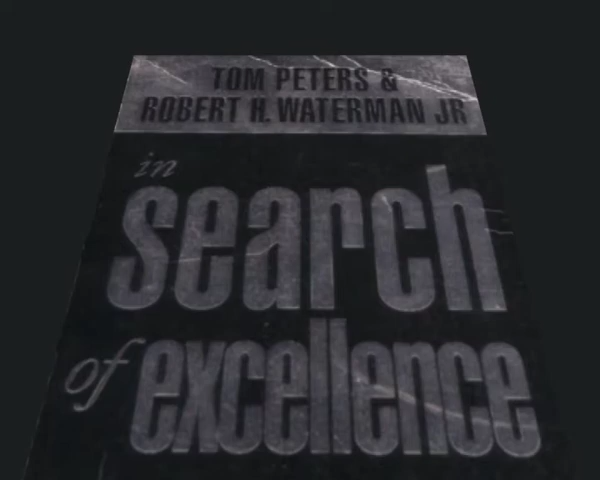 TOM PETERS &
ROBERT H. WATERMAN JR
in
search
of excellence